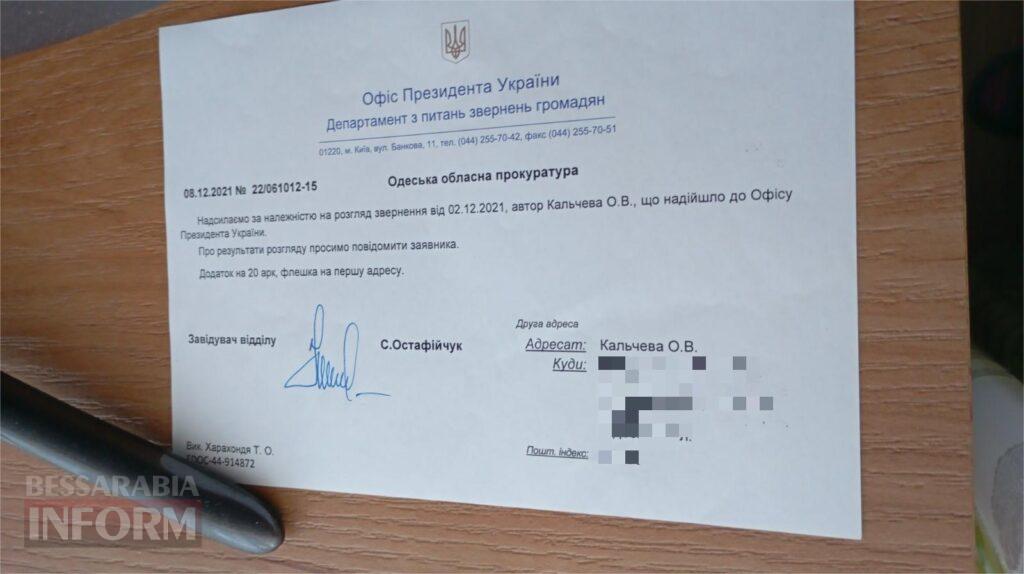 Офіс Президента України
Департамент з питань звернень громадян
01220, м. Київ, вул. Банкова, 11, тел. (044) 255-70-42, факс (044) 255-70-51
08.12.2021 № 22/061012-15
Одеська обласна прокуратура
Надсилаємо за належністю на розгляд звернення від 02.12.2021, автор Кальчева О.В., що надійшло до Офісу
Президента України.
Про результати розгляду просимо повідомити заявника.
Додаток на 20 арк, флешка на першу адресу.
Завідувач відділу
С.Остафійчук
Друга адреса
Адресат: Кальчева О.В.
Куди:
Пошт. індекс:
Вик. Харахондя Т. О.
44-914872
BESSARABIA
INFORM